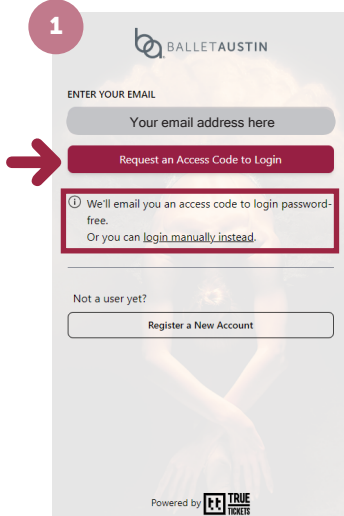 1
ba BALLETAUSTIN
ENTER YOUR EMAIL
Your email address here
Request an Access Code to Login
We'll email you an access code to login password-
free.
Or you can login manually instead.
Not a user yet?
Register a New Account
Powered by tt TRUE
TICKETS